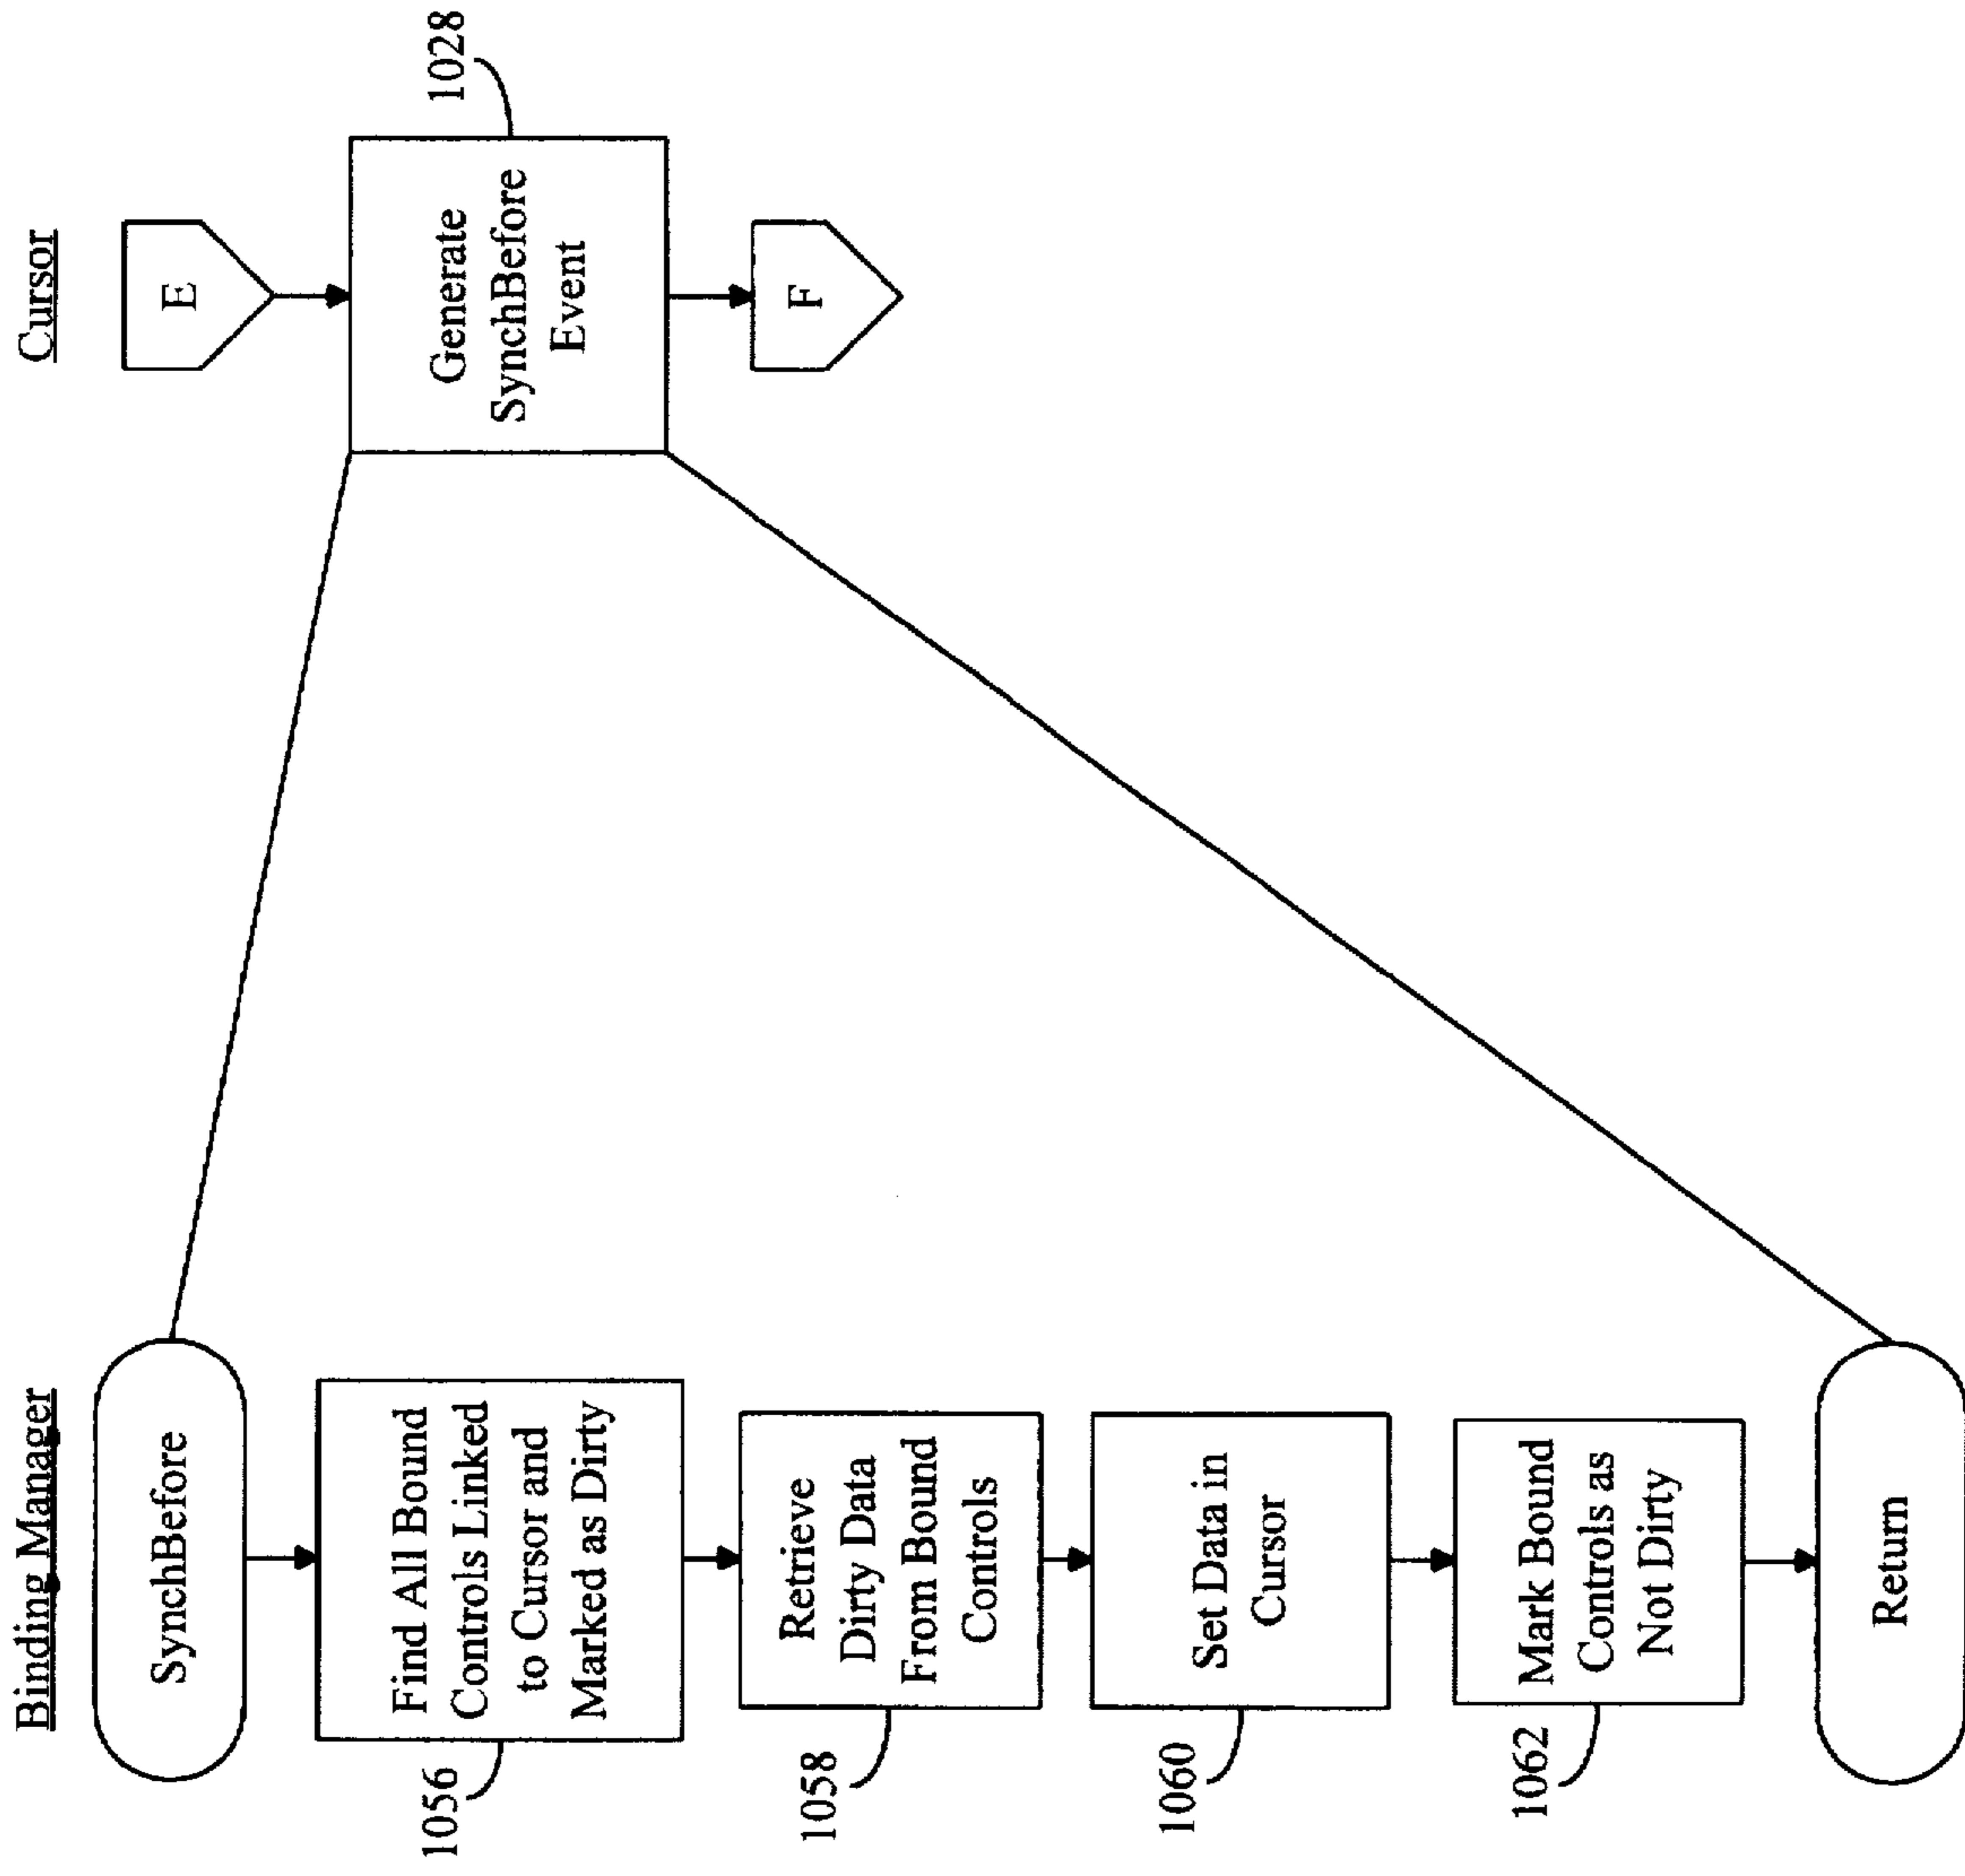 Binding Manager
SynchBefore
Find All Bound
Controls Linked
to Cursor and
Marked as Dirty
1056
Retrieve
Dirty Data
From Bound
Controls
1058
Set Data in
Cursor
1060
Mark Bound
Controls as
Not Dirty
1062
Return
Cursor
E
Generate
SynchBefore
Event
1028
F